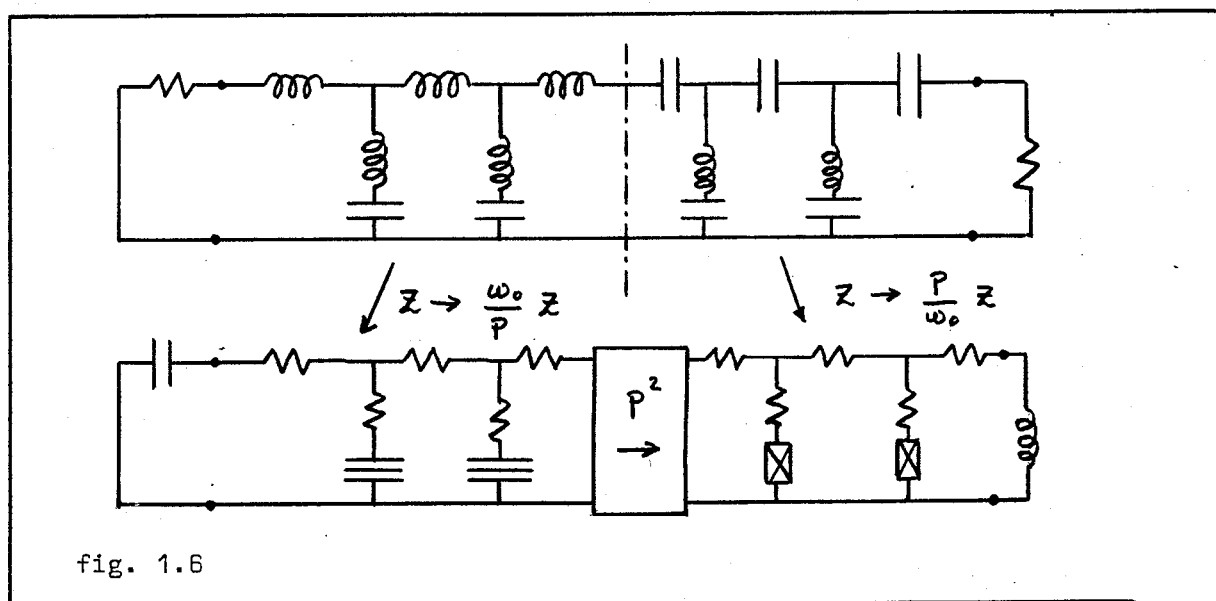 Z → ω₀/P Z
Z → P/ω₀ Z
P²
→
fig. 1.6